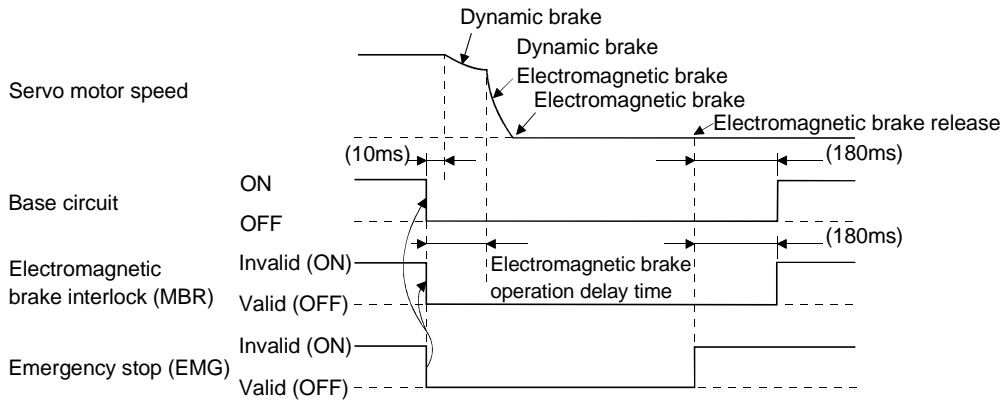 Dynamic brake
Dynamic brake
Electromagnetic brake
Electromagnetic brake
Servo motor speed
Electromagnetic brake release
(10ms)
(180ms)
ON
Base circuit
OFF
(180ms)
Invalid (ON)
Electromagnetic
brake interlock (MBR)
Electromagnetic brake
operation delay time
Valid (OFF)
Invalid (ON)
Emergency stop (EMG)
Valid (OFF)